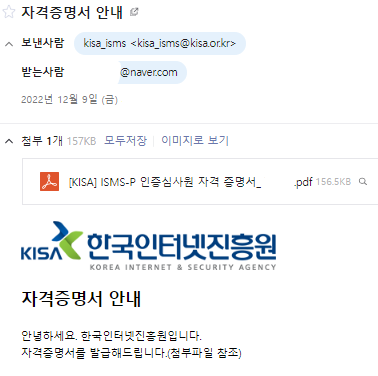 자격증명서 안내
보낸사람 kisa_isms <kisa_isms@kisa.or.kr>
받는사람 @naver.com
2022년 12월 9일 (금)
첨부 1개 157KB 모두저장 이미지로 보기
[KISA] ISMS-P 인증심사원 자격 증명서_ .pdf 156.5KB
KISA 한국인터넷진흥원
KOREA INTERNET & SECURITY AGENCY
자격증명서 안내
안녕하세요. 한국인터넷진흥원입니다.
자격증명서를 발급해드립니다.(첨부파일 참조)